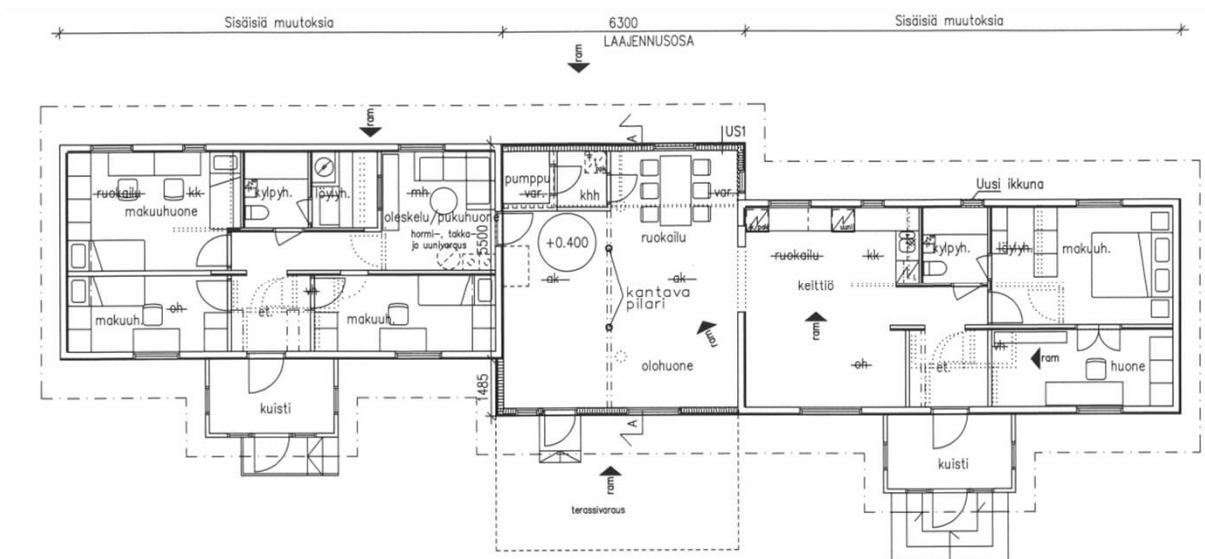 Sisäisiä muutoksia
6300
Sisäisiä muutoksia
LAAJENNUSOSA
ram
ram
A
US1
Uusi ikkuna
pumppu
var.
khh
var.
ruokailu
kk
makuuhuone
kylpyh.
löylyh.
mh
oleskelu/pukuhuone
hormi-, takka-
ja uunivaraus
5500
+0.400
ruokailu
ak
ak
kantava
pilari
ruokailu
kk
keittiö
kylpyh.
löylyh.
makuuh.
oh
makuuh.
et
vh
makuuh.
ram
ram
olohuone
oh
et
vh
ram
huone
1485
kuisti
A
kuisti
ram
terassivaraus